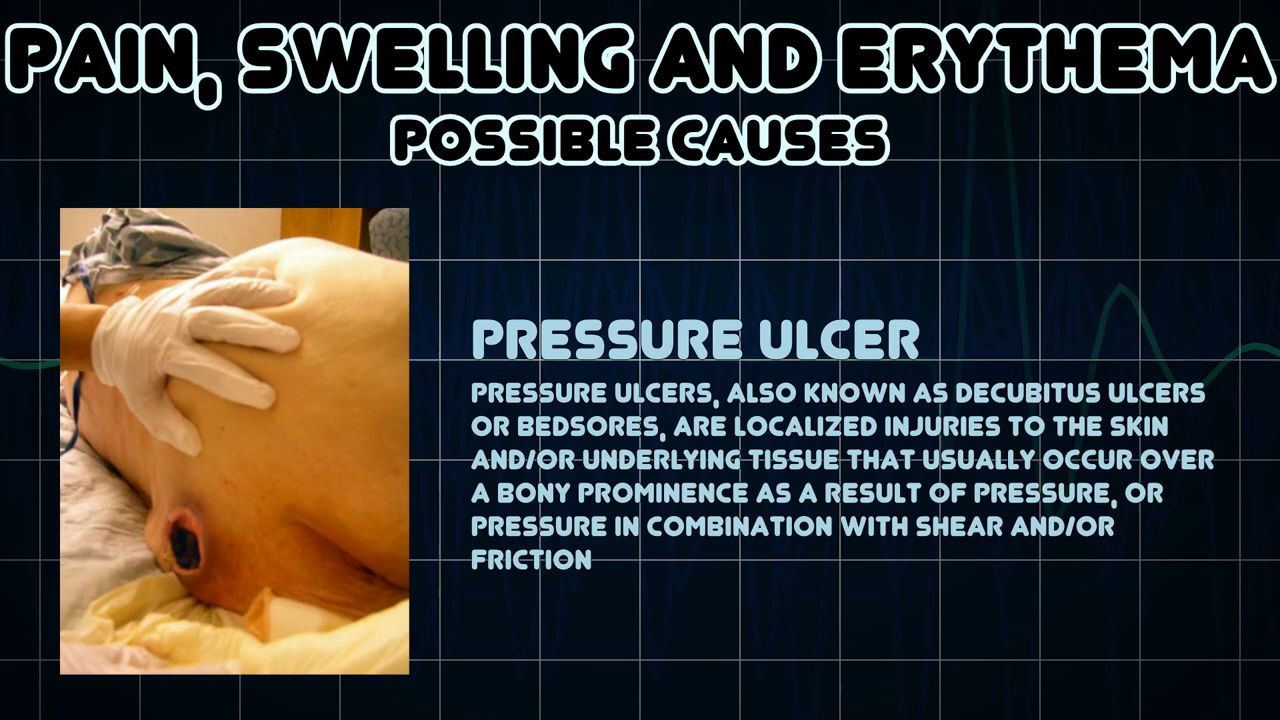 PAIN, SWELLING AND ERYTHEMA
POSSIBLE CAUSES
PRESSURE ULCER
PRESSURE ULCERS, ALSO KNOWN AS DECUBITUS ULCERS
OR BEDSORES, ARE LOCALIZED INJURIES TO THE SKIN
AND/OR UNDERLYING TISSUE THAT USUALLY OCCUR OVER
A BONY PROMINENCE AS A RESULT OF PRESSURE, OR
PRESSURE IN COMBINATION WITH SHEAR AND/OR
FRICTION